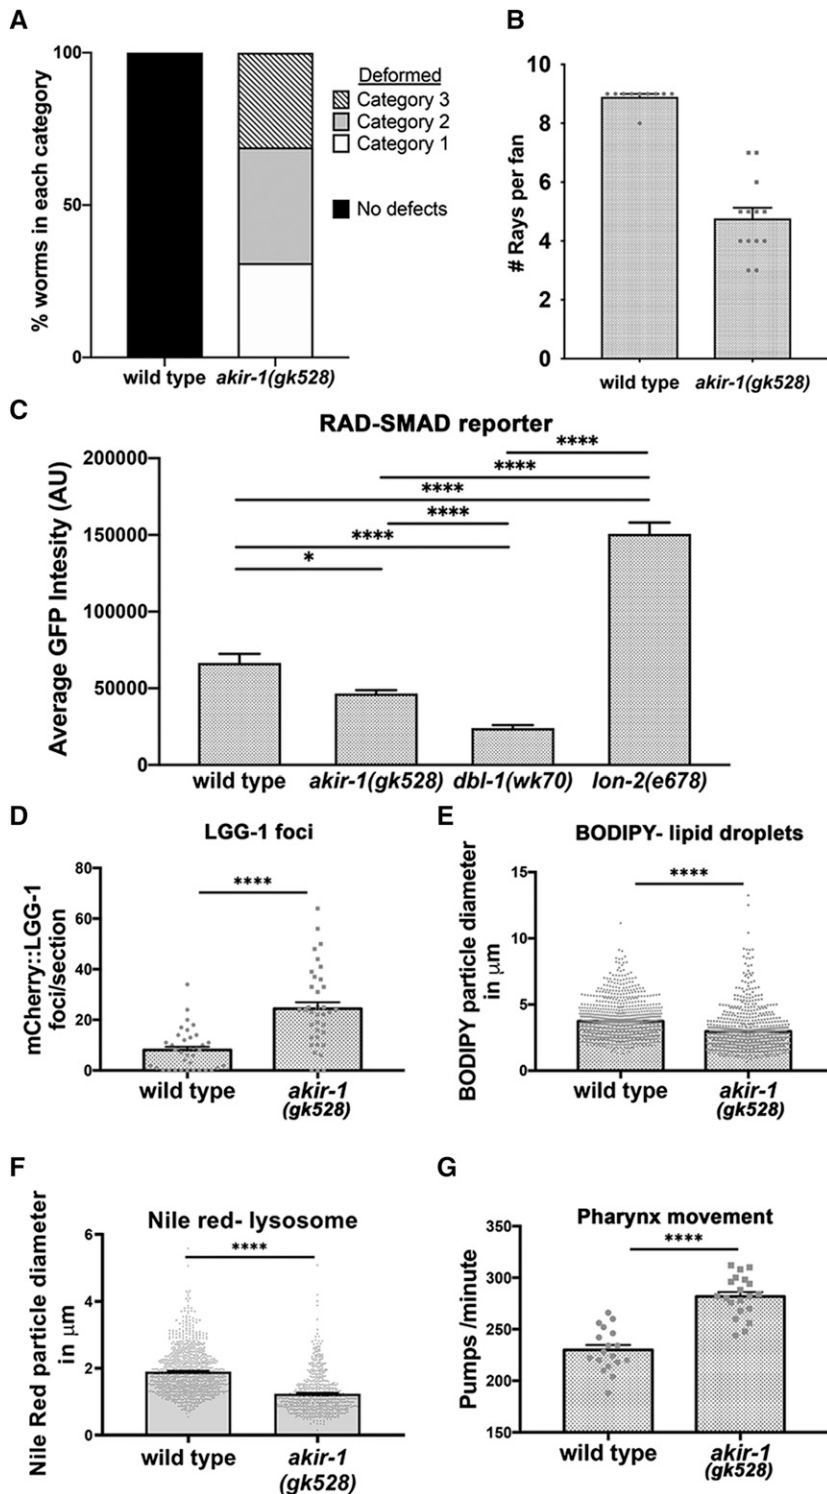 A
100
50
0
% worms in each category
wild type
akir-1(gk528)
Deformed
Category 3
Category 2
Category 1
No defects
B
10
8
6
4
2
0
# Rays per fan
wild type
akir-1(gk528)
C
RAD-SMAD reporter
200000
150000
100000
50000
0
Average GFP Intesity (AU)
****
****
****
****
****
*
wild type
akir-1(gk528)
dbl-1(wk70)
lon-2(e678)
D
LGG-1 foci
80
60
40
20
0
mCherry::LGG-1
foci/section
****
wild type
akir-1
(gk528)
E
BODIPY- lipid droplets
15
10
5
0
BODIPY particle diameter
in μm
****
wild type
akir-1
(gk528)
F
Nile red- lysosome
6
4
2
0
Nile Red particle diameter
in μm
****
wild type
akir-1
(gk528)
G
Pharynx movement
350
300
250
200
150
Pumps /minute
****
wild type
akir-1
(gk528)